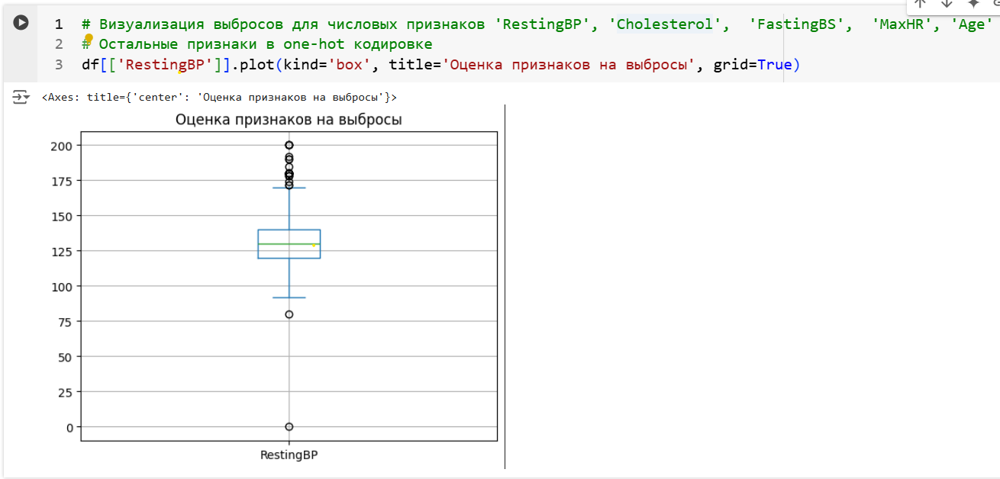 1 # Визуализация выбросов для числовых признаков 'RestingBP', 'Cholesterol', 'FastingBS', 'MaxHR', 'Age'
2 # Остальные признаки в one-hot кодировке
3 df[['RestingBP']].plot(kind='box', title='Оценка признаков на выбросы', grid=True)
<Axes: title={'center': 'Оценка признаков на выбросы'}>
Оценка признаков на выбросы
200
175
150
125
100
75
50
25
0
RestingBP